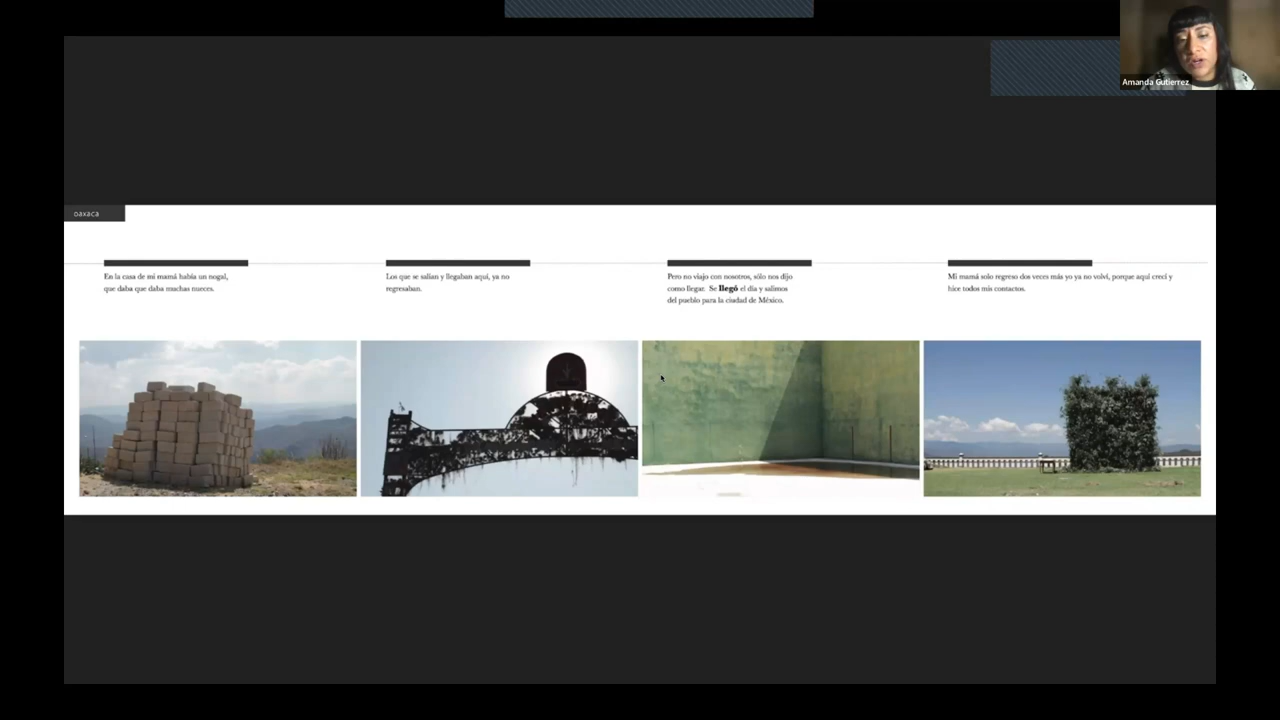 Amanda Gutierrez
oaxaca
En la casa de mi mamá había un nogal,
que daba que daba muchas nueces.
Los que se salían y llegaban aquí, ya no
regresaban.
Pero no viajo con nosotros, sólo nos dijo
como llegar. Se llegó el día y salimos
del pueblo para la ciudad de México.
Mi mamá solo regreso dos veces más yo ya no volví, porque aquí crecí y
hice todos mis contactos.